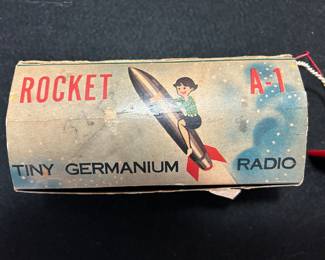 ROCKET A-1
TINY GERMANIUM RADIO